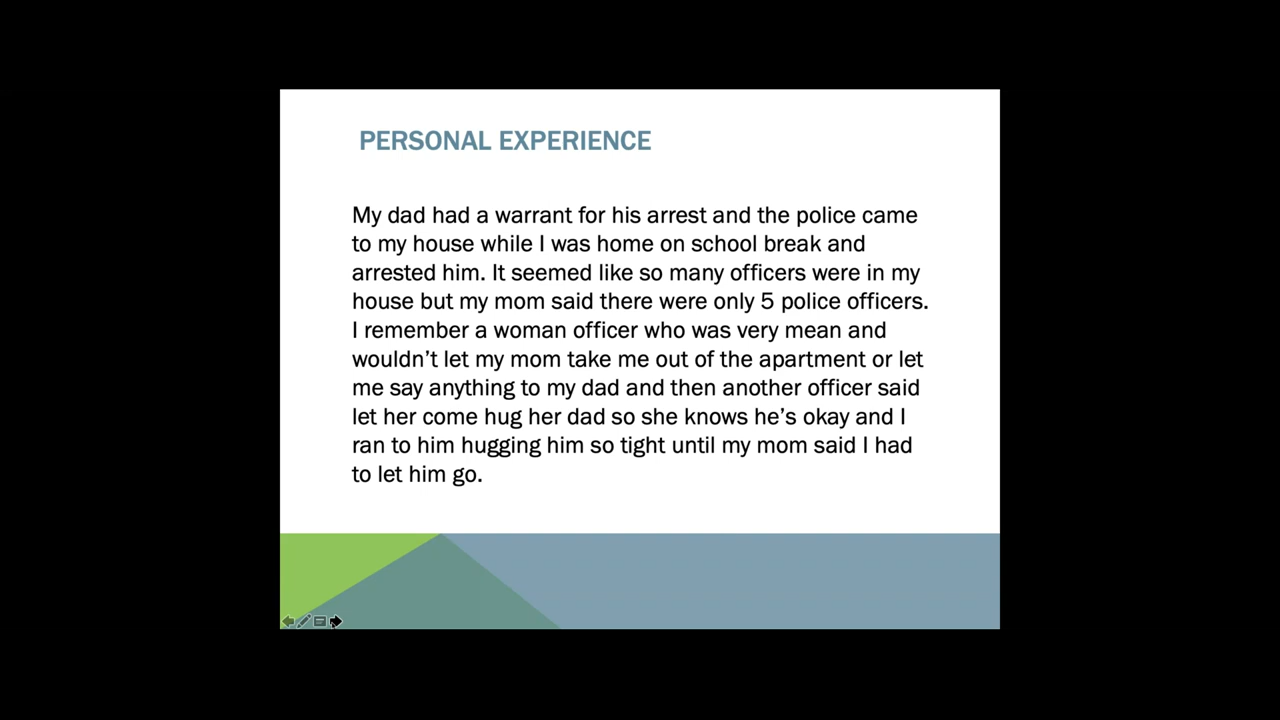 PERSONAL EXPERIENCE
My dad had a warrant for his arrest and the police came
to my house while I was home on school break and
arrested him. It seemed like so many officers were in my
house but my mom said there were only 5 police officers.
I remember a woman officer who was very mean and
wouldn’t let my mom take me out of the apartment or let
me say anything to my dad and then another officer said
let her come hug her dad so she knows he’s okay and I
ran to him hugging him so tight until my mom said I had
to let him go.